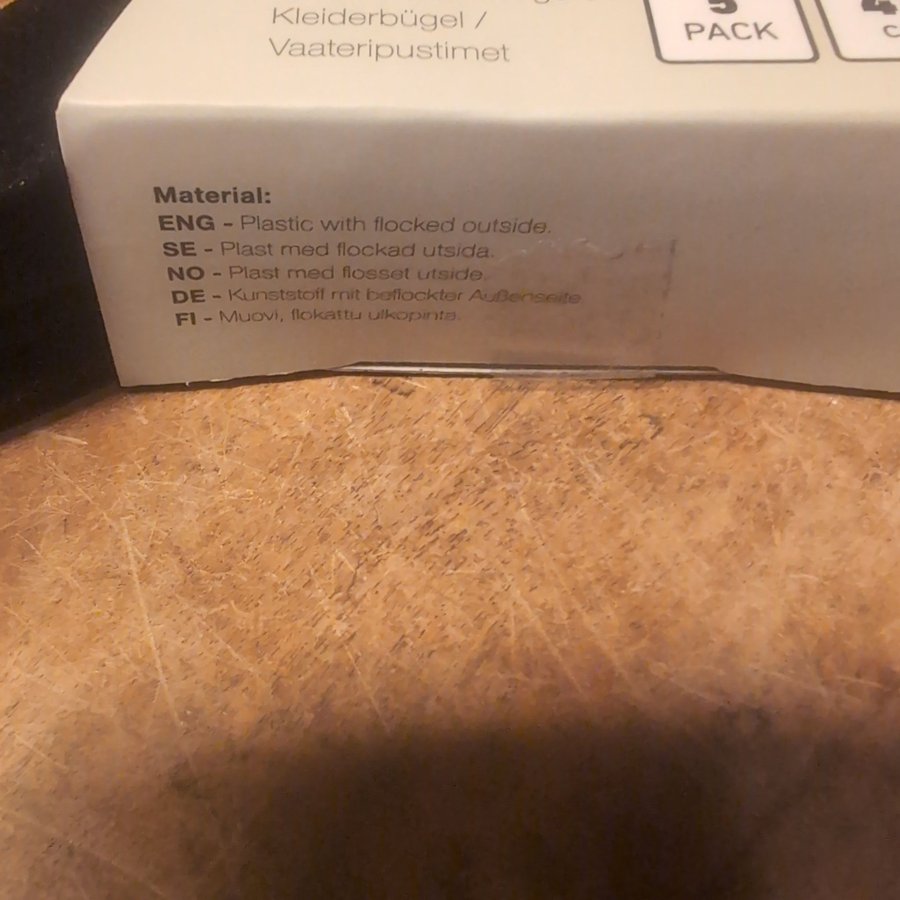 Kleiderbügel /
Vaateripustimet
5
PACK
Material:
ENG - Plastic with flocked outside.
SE - Plast med flockad utsida.
NO - Plast med flosset utside.
DE - Kunststoff mit beflockter Außenseite
FI - Muovi, flokattu ulkopinta.